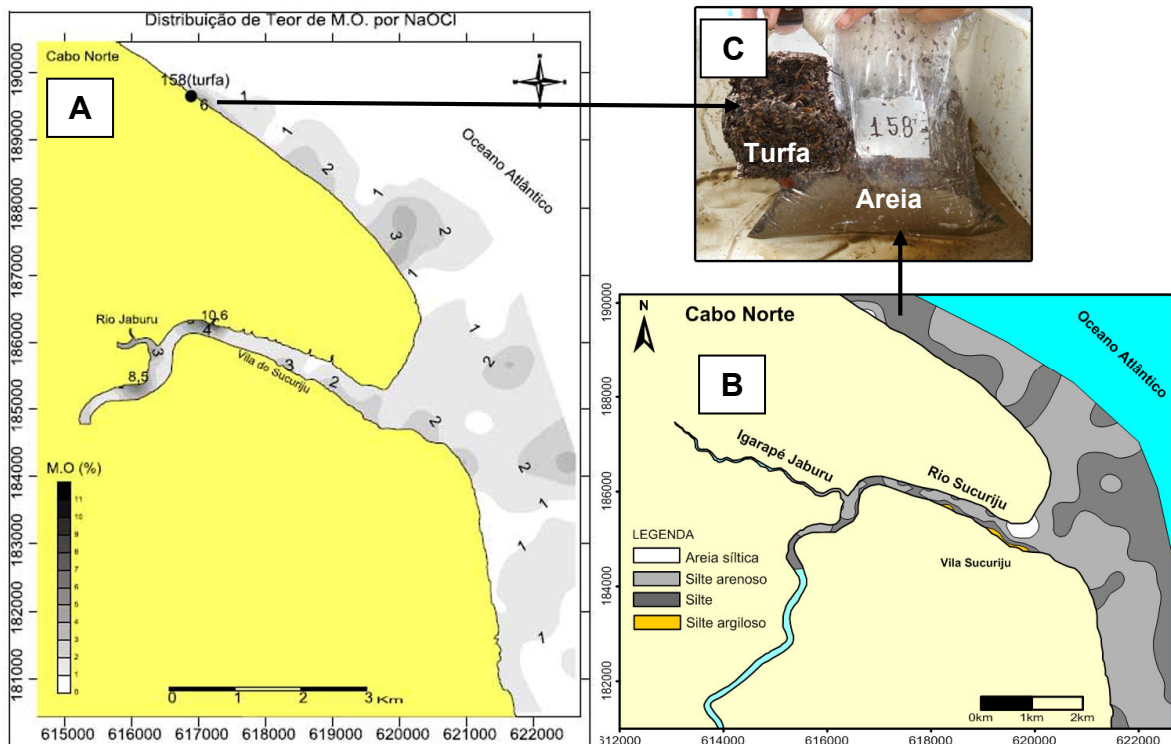 Distribuição de Teor de M.O. por NaOCl
Cabo Norte
A
158(turfa)
6
1
1
2
1
Oceano Atlântico
3
2
1
1
2
10,6
4
Rio Jaburu
3
Vila do Sucuriju
3
2
8,5
2
2
1
1
1
M.O (%)
11
10
9
8
7
6
5
4
3
2
1
0
0 1 2 3 Km
190000
189000
188000
187000
186000
185000
184000
183000
182000
181000
615000 616000 617000 618000 619000 620000 621000 622000
C
158
Turfa
Areia
N
Cabo Norte
Oceano Atlântico
B
Igarapé Jaburu
Rio Sucuriju
Vila Sucuriju
LEGENDA
Areia síltica
Silte arenoso
Silte
Silte argiloso
0km 1km 2km
190000
188000
186000
184000
182000
612000 614000 616000 618000 620000 622000